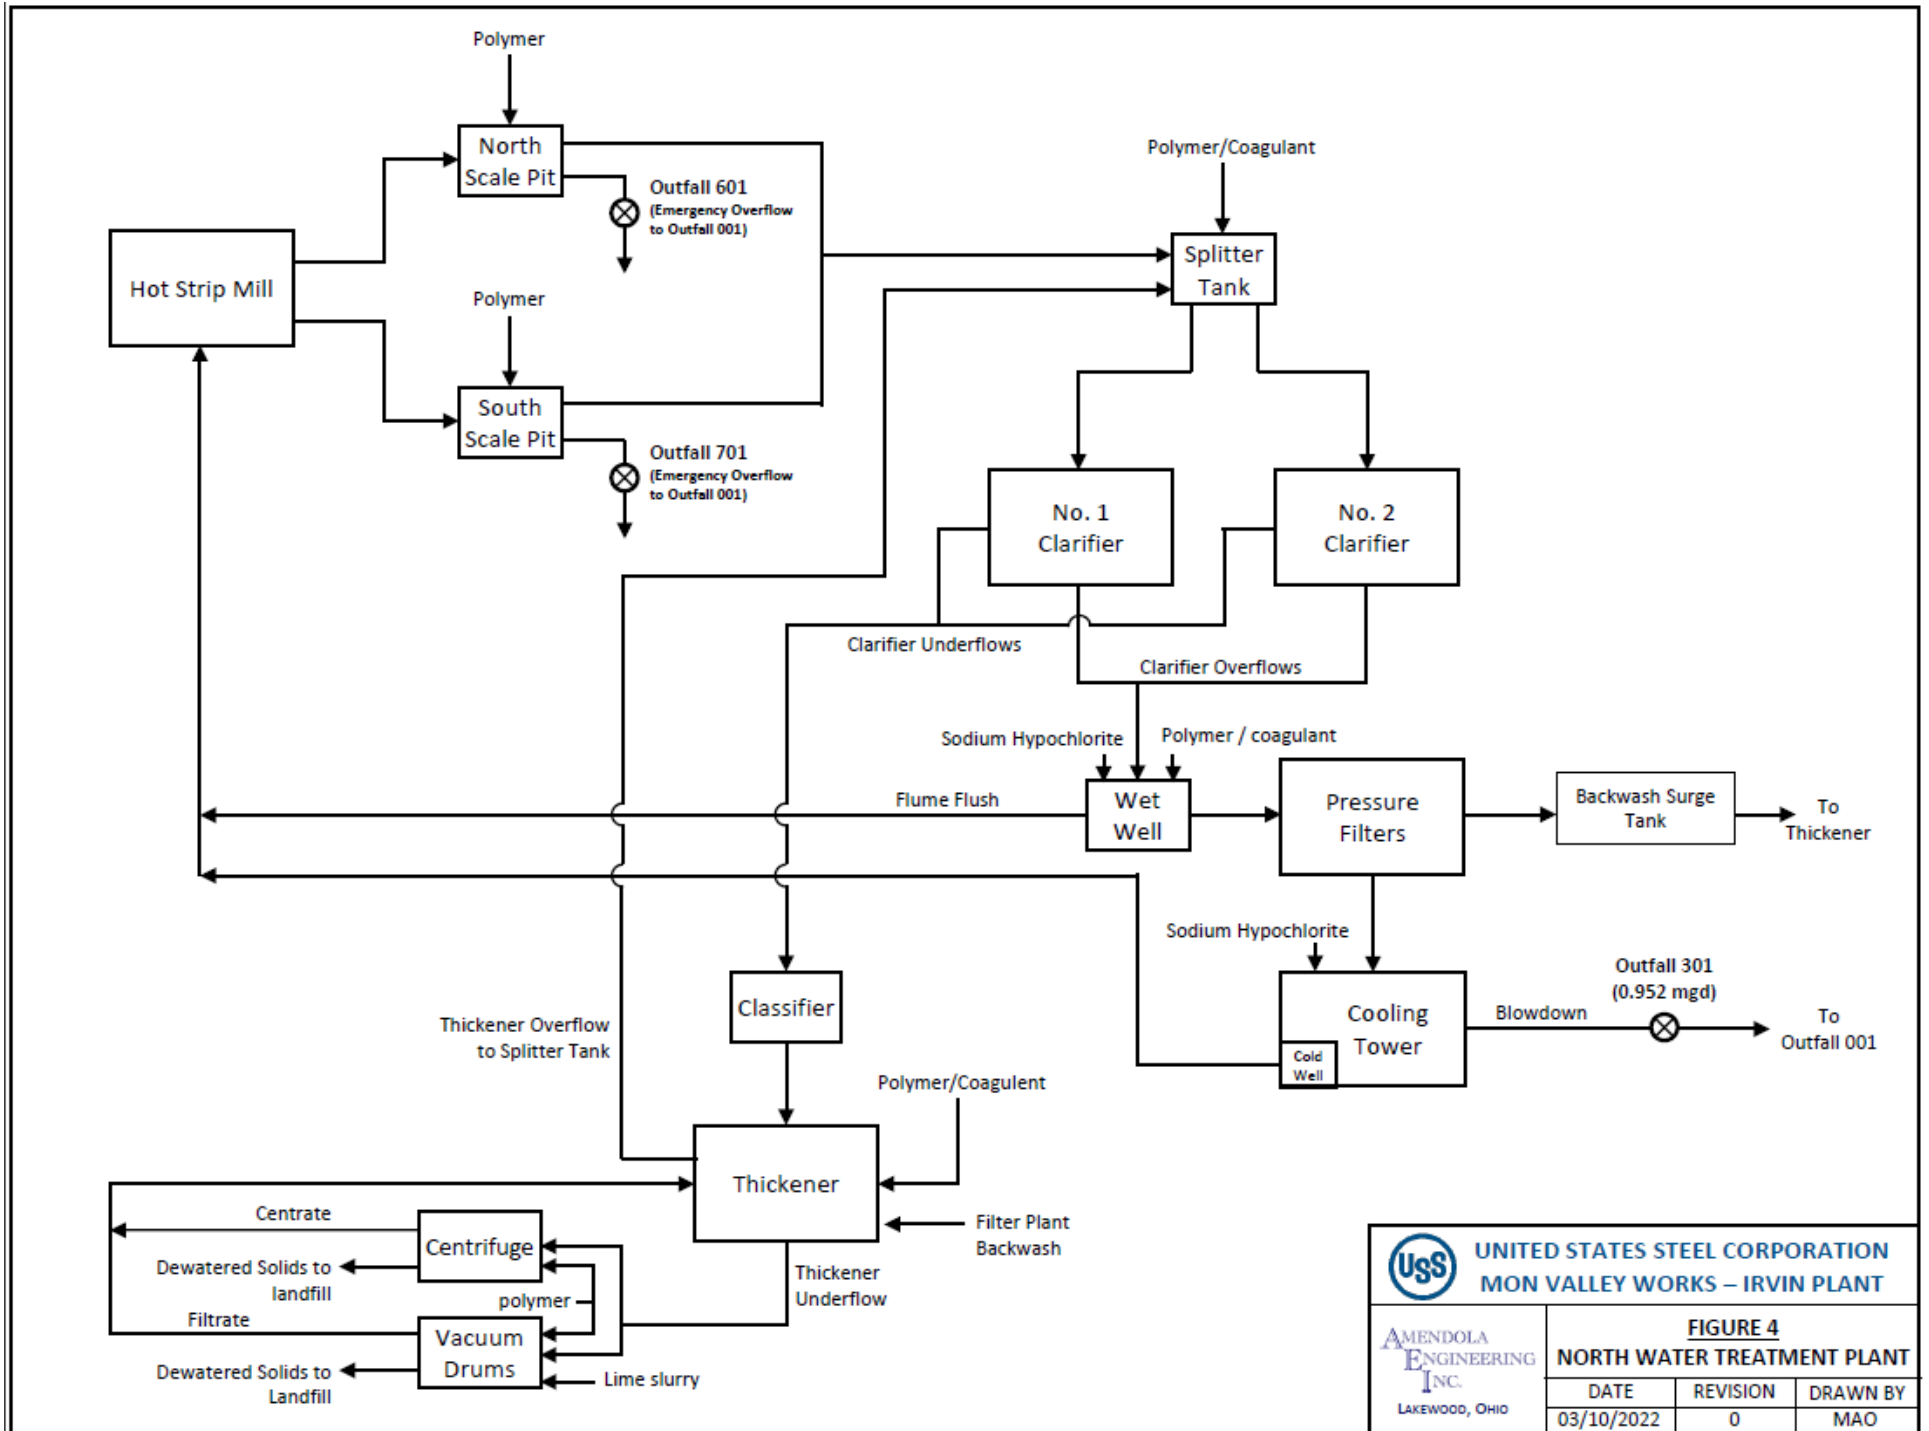 Polymer
North
Scale Pit
Outfall 601
(Emergency Overflow
to Outfall 001)
Polymer/Coagulant
Splitter
Tank
Hot Strip Mill
Polymer
South
Scale Pit
Outfall 701
(Emergency Overflow
to Outfall 001)
No. 1
Clarifier
No. 2
Clarifier
Clarifier Underflows
Clarifier Overflows
Sodium Hypochlorite
Polymer / coagulant
Flume Flush
Wet
Well
Pressure
Filters
Backwash Surge
Tank
To
Thickener
Sodium Hypochlorite
Outfall 301
(0.952 mgd)
Classifier
Cooling
Tower
Cold
Well
Blowdown
To
Outfall 001
Thickener Overflow
to Splitter Tank
Polymer/Coagulent
Thickener
Filter Plant
Backwash
Centrate
Centrifuge
Dewatered Solids to
landfill
Thickener
Underflow
polymer
Filtrate
Vacuum
Drums
Dewatered Solids to
Landfill
Lime slurry
USS
UNITED STATES STEEL CORPORATION
MON VALLEY WORKS – IRVIN PLANT
AMENDOLA
ENGINEERING
INC.
LAKEWOOD, OHIO
FIGURE 4
NORTH WATER TREATMENT PLANT
DATE
REVISION
DRAWN BY
03/10/2022
0
MAO